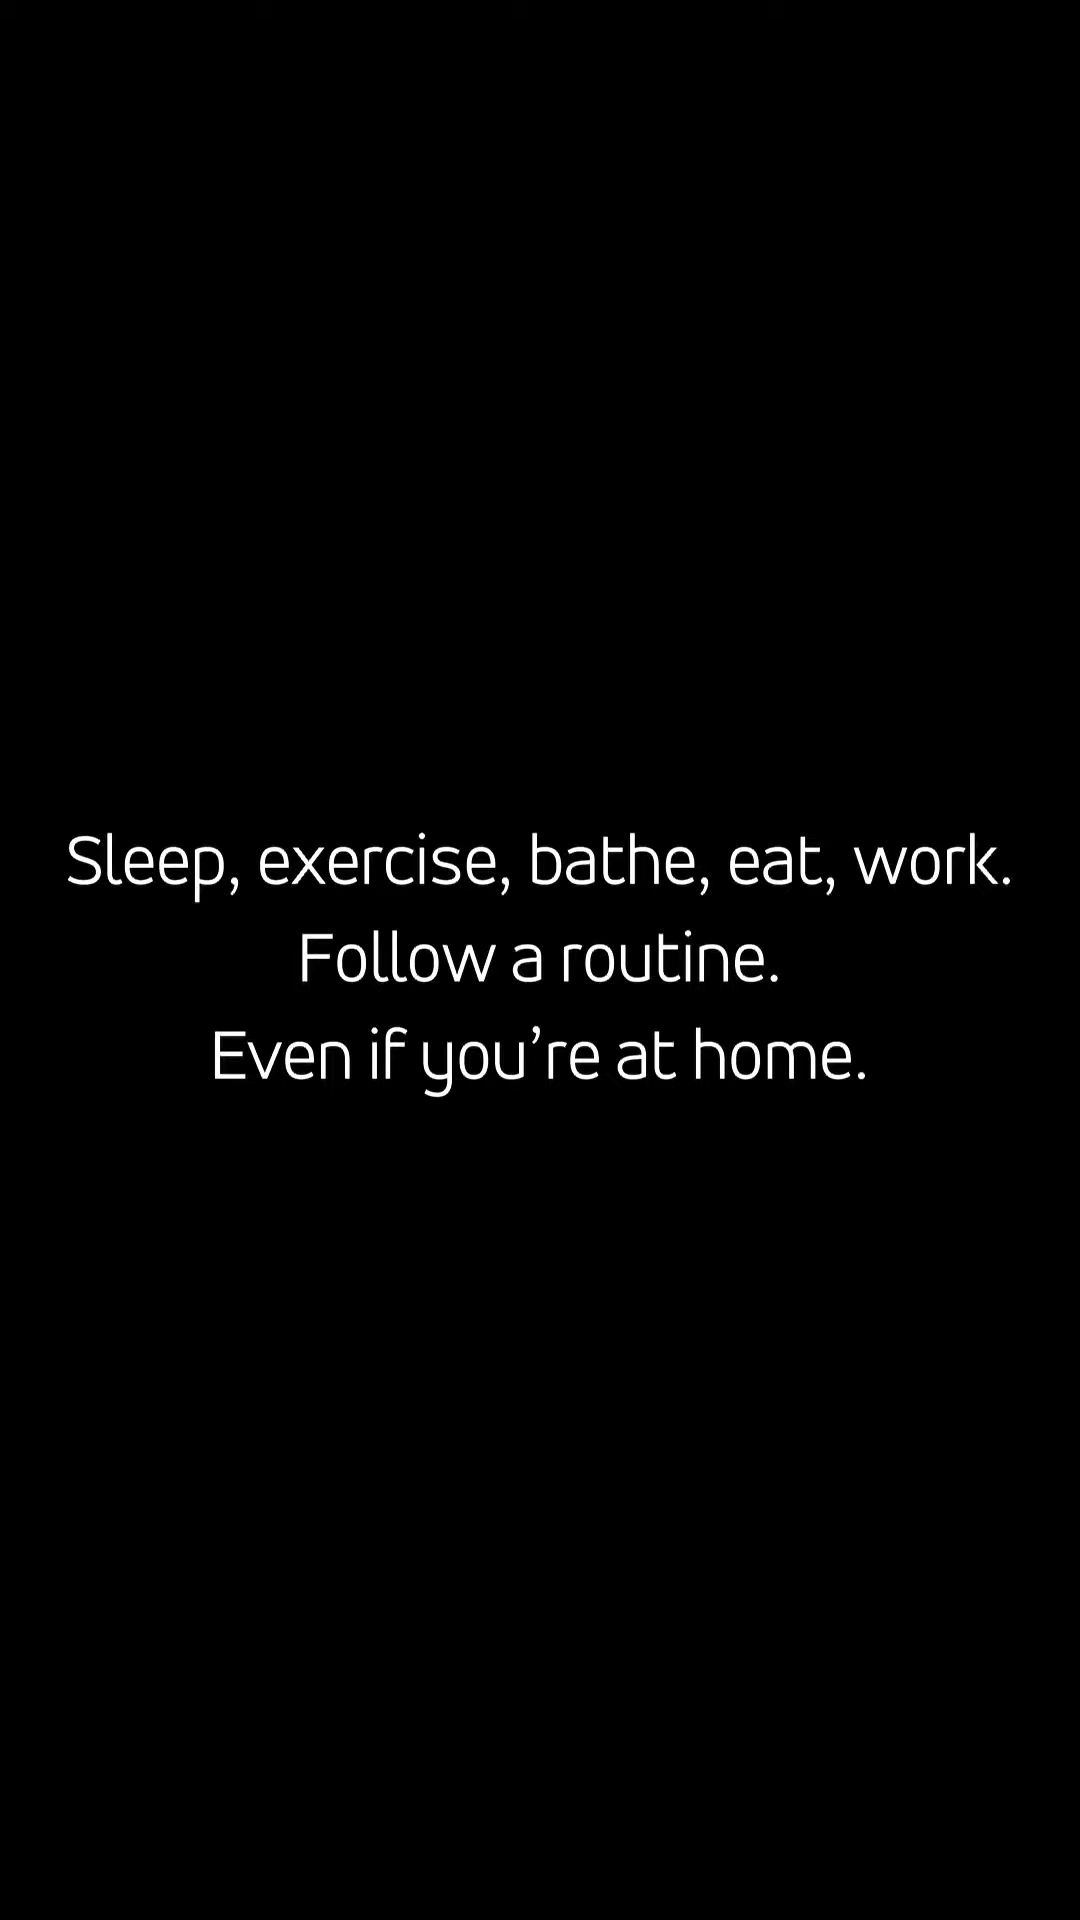 Sleep, exercise, bathe, eat, work.
Follow a routine.
Even if you’re at home.